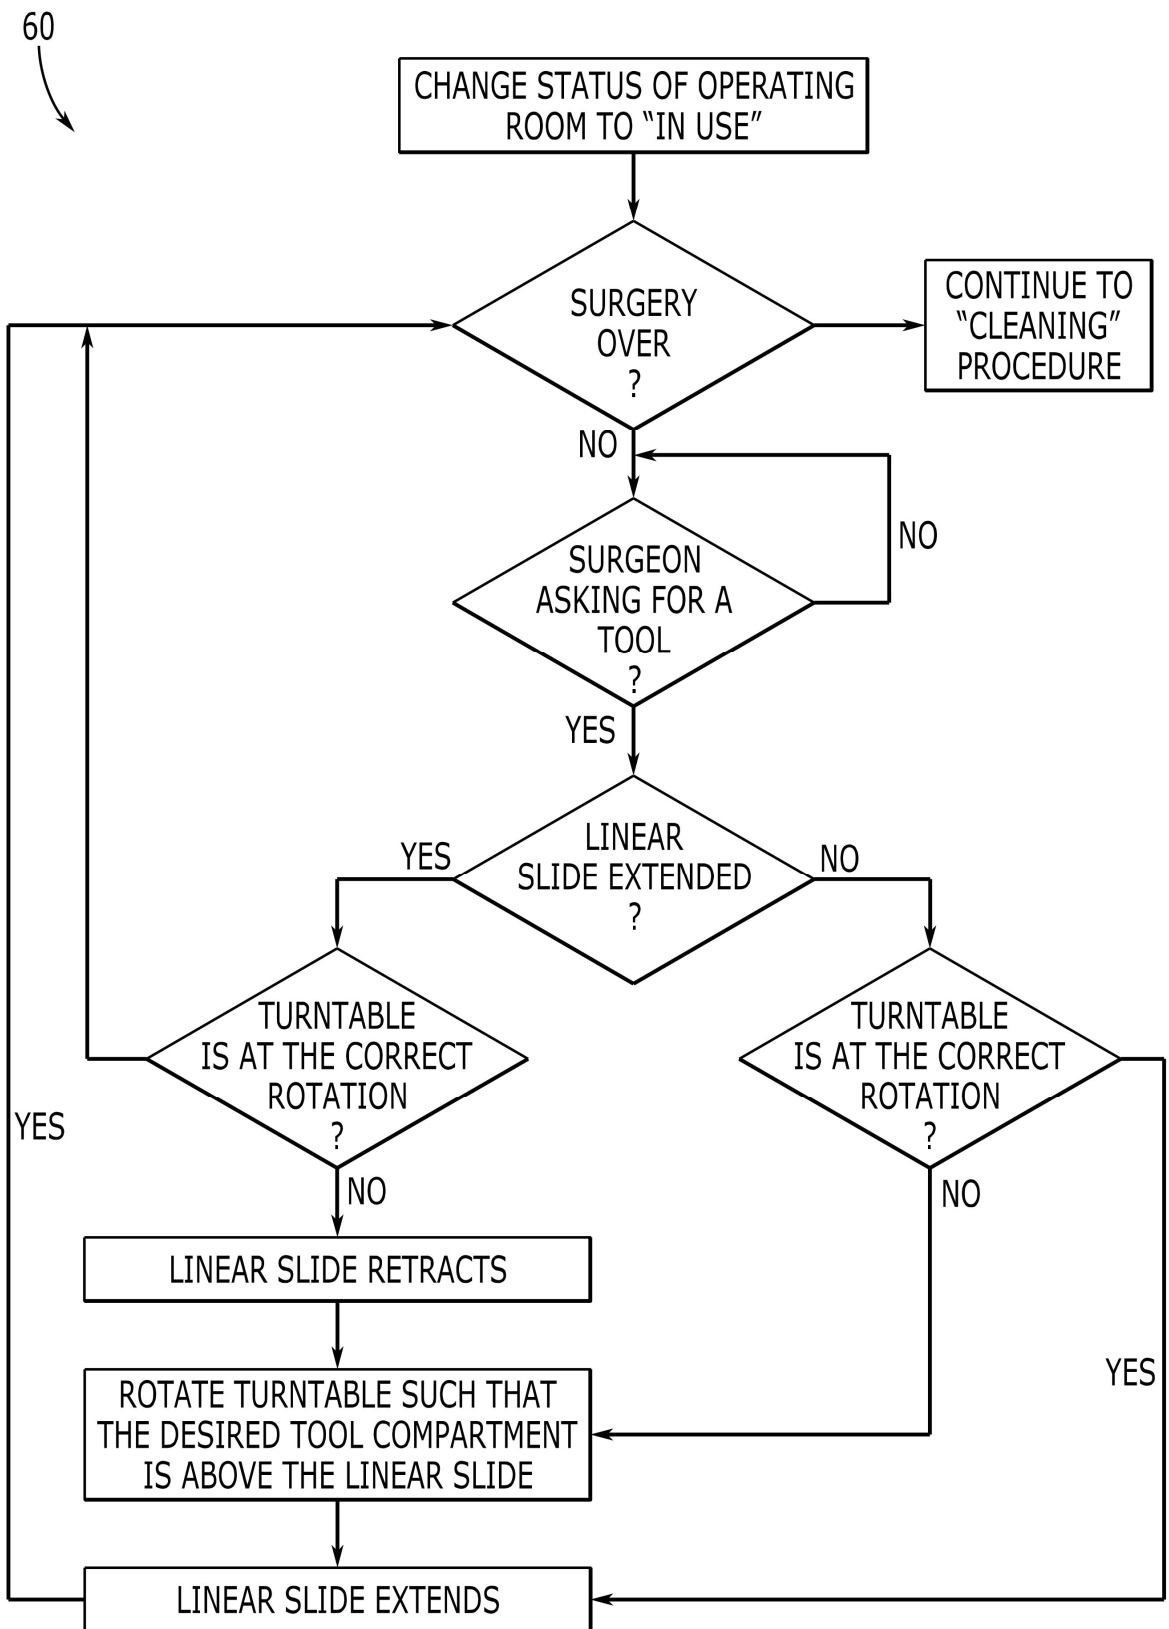 60
CHANGE STATUS OF OPERATING
ROOM TO “IN USE”
SURGERY
OVER
?
CONTINUE TO
“CLEANING”
PROCEDURE
NO
NO
SURGEON
ASKING FOR A
TOOL
?
YES
LINEAR
SLIDE EXTENDED
?
YES
NO
TURNTABLE
IS AT THE CORRECT
ROTATION
?
TURNTABLE
IS AT THE CORRECT
ROTATION
?
YES
NO
NO
LINEAR SLIDE RETRACTS
ROTATE TURNTABLE SUCH THAT
THE DESIRED TOOL COMPARTMENT
IS ABOVE THE LINEAR SLIDE
YES
LINEAR SLIDE EXTENDS